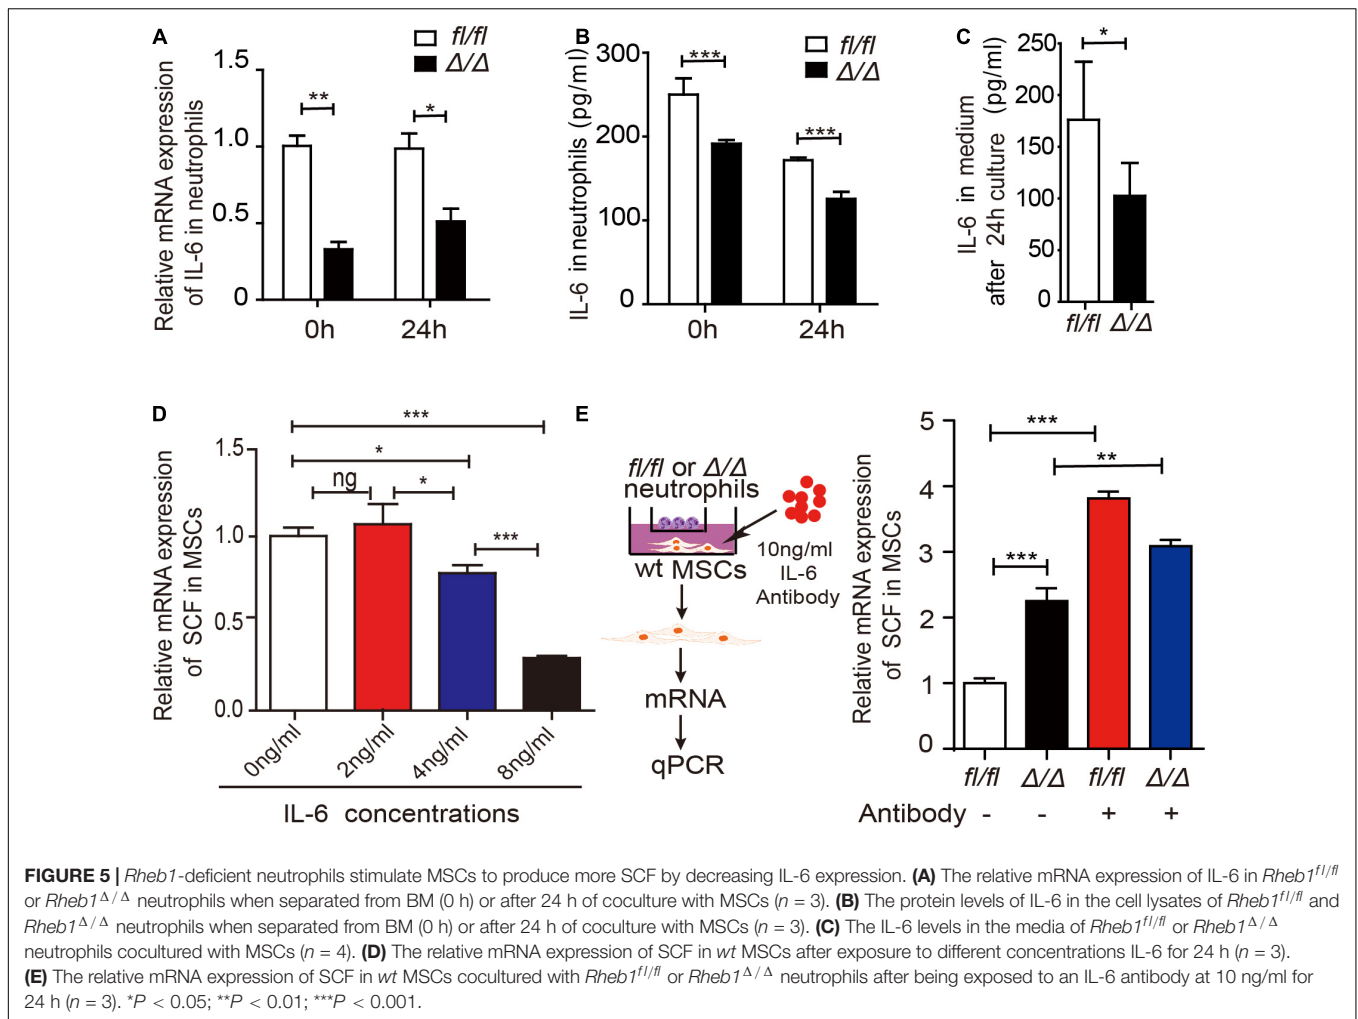 A
fl/fl
Δ/Δ
Relative mRNA expression
of IL-6 in neutrophils
1.5
1.0
0.5
0
**
*
0h
24h
B
fl/fl
Δ/Δ
IL-6 in neutrophils (pg/ml)
300
200
100
0
***
***
0h
24h
C
IL-6 in medium
after 24h culture (pg/ml)
250
200
150
100
50
0
*
fl/fl Δ/Δ
D
Relative mRNA expression
of SCF in MSCs
1.5
1.0
0.5
0.0
***
*
ng
*
***
0ng/ml
2ng/ml
4ng/ml
8ng/ml
IL-6 concentrations
E
fl/fl or Δ/Δ
neutrophils
wt MSCs
10ng/ml
IL-6
Antibody
mRNA
qPCR
Relative mRNA expression
of SCF in MSCs
5
4
3
2
1
0
***
**
***
fl/fl Δ/Δ fl/fl Δ/Δ
Antibody - - + +
FIGURE 5 | Rheb1-deficient neutrophils stimulate MSCs to produce more SCF by decreasing IL-6 expression. (A) The relative mRNA expression of IL-6 in Rheb1fl/fl
or Rheb1Δ/Δ neutrophils when separated from BM (0 h) or after 24 h of coculture with MSCs (n = 3). (B) The protein levels of IL-6 in the cell lysates of Rheb1fl/fl and
Rheb1Δ/Δ neutrophils when separated from BM (0 h) or after 24 h of coculture with MSCs (n = 3). (C) The IL-6 levels in the media of Rheb1fl/fl or Rheb1Δ/Δ
neutrophils cocultured with MSCs (n = 4). (D) The relative mRNA expression of SCF in wt MSCs after exposure to different concentrations IL-6 for 24 h (n = 3).
(E) The relative mRNA expression of SCF in wt MSCs cocultured with Rheb1fl/fl or Rheb1Δ/Δ neutrophils after being exposed to an IL-6 antibody at 10 ng/ml for
24 h (n = 3). *P < 0.05; **P < 0.01; ***P < 0.001.